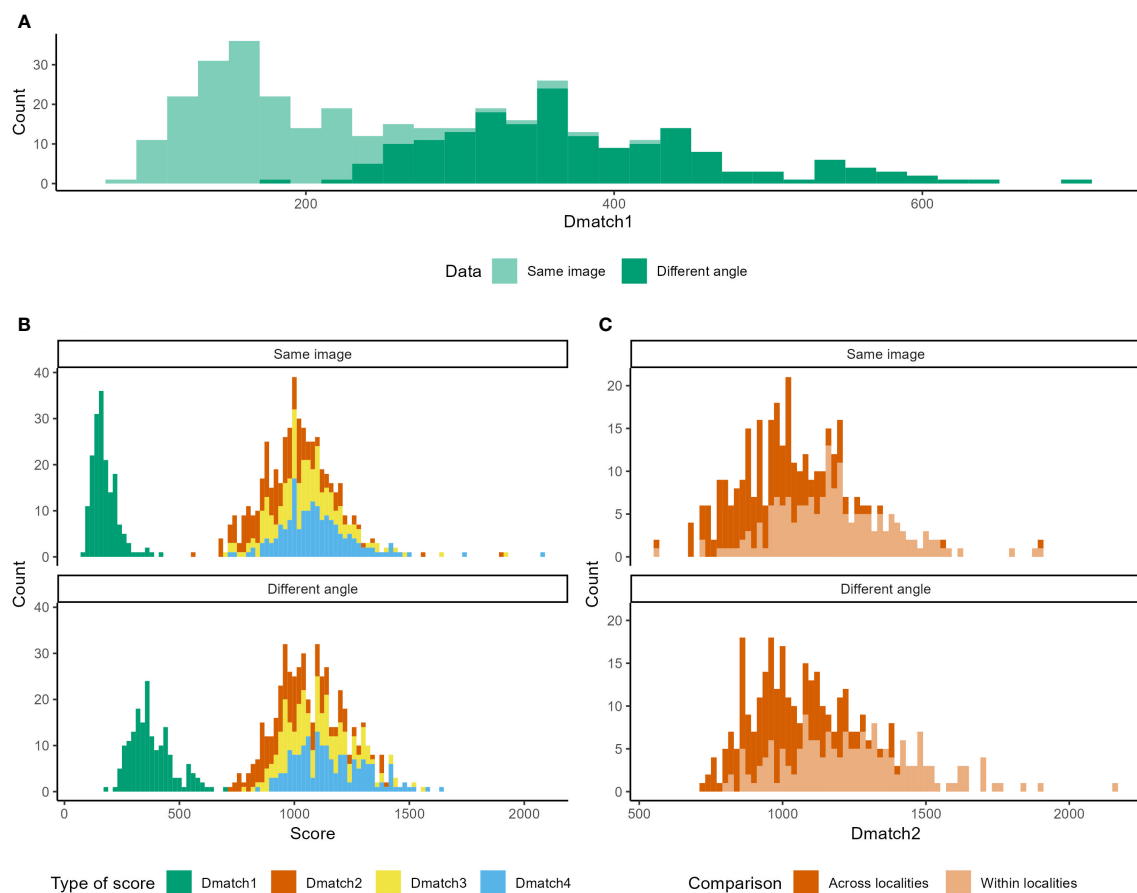 A
Count
30
20
10
0
200 400 600
Dmatch1
Data Same image Different angle
B
Same image
Count
40
30
20
10
0
Different angle
40
30
20
10
0
0 500 1000 1500 2000
Score
Type of score Dmatch1 Dmatch2 Dmatch3 Dmatch4
C
Same image
Count
20
15
10
5
0
Different angle
20
15
10
5
0
500 1000 1500 2000
Dmatch2
Comparison Across localities Within localities